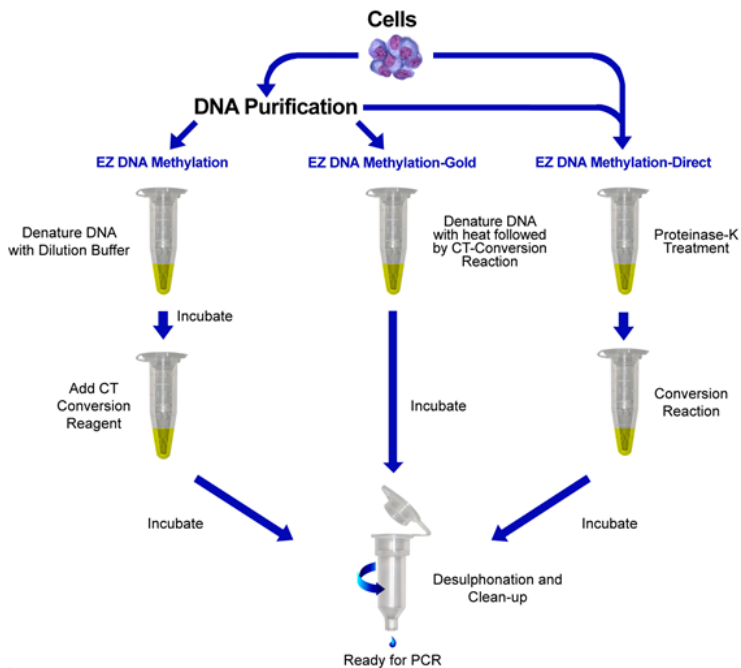 Cells
DNA Purification
EZ DNA Methylation
EZ DNA Methylation-Gold
EZ DNA Methylation-Direct
Denature DNA
with Dilution Buffer
Denature DNA
with heat followed
by CT-Conversion
Reaction
Proteinase-K
Treatment
Incubate
Add CT
Conversion
Reagent
Incubate
Conversion
Reaction
Incubate
Incubate
Desulphonation and
Clean-up
Ready for PCR